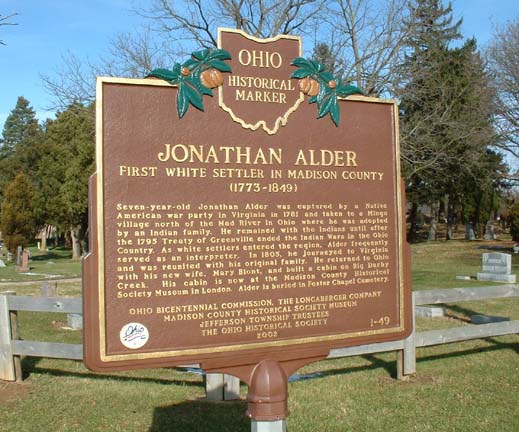 OHIO
HISTORICAL
MARKER
JONATHAN ALDER
FIRST WHITE SETTLER IN MADISON COUNTY
(1773-1849)
Seven-year-old Jonathan Alder was captured by a Native
American war party in Virginia in 1781 and taken to a Mingo
village north of the Mad River in Ohio where he was adopted
by an Indian family. He remained with the Indians until after
the 1795 Treaty of Greenville ended the Indian Wars in the Ohio
Country. As white settlers entered the region, Alder frequently
served as an interpreter. In 1805, he journeyed to Virginia
and was reunited with his original family. He returned to Ohio
with his new wife, Mary Blont, and built a cabin on Big Darby
Creek. His cabin is now at the Madison County Historical
Society Museum in London. Alder is buried in Foster Chapel Cemetery.
OHIO BICENTENNIAL COMMISSION, THE LONGABERGER COMPANY
MADISON COUNTY HISTORICAL SOCIETY MUSEUM
JEFFERSON TOWNSHIP TRUSTEES
THE OHIO HISTORICAL SOCIETY
2002
1-49
Ohio